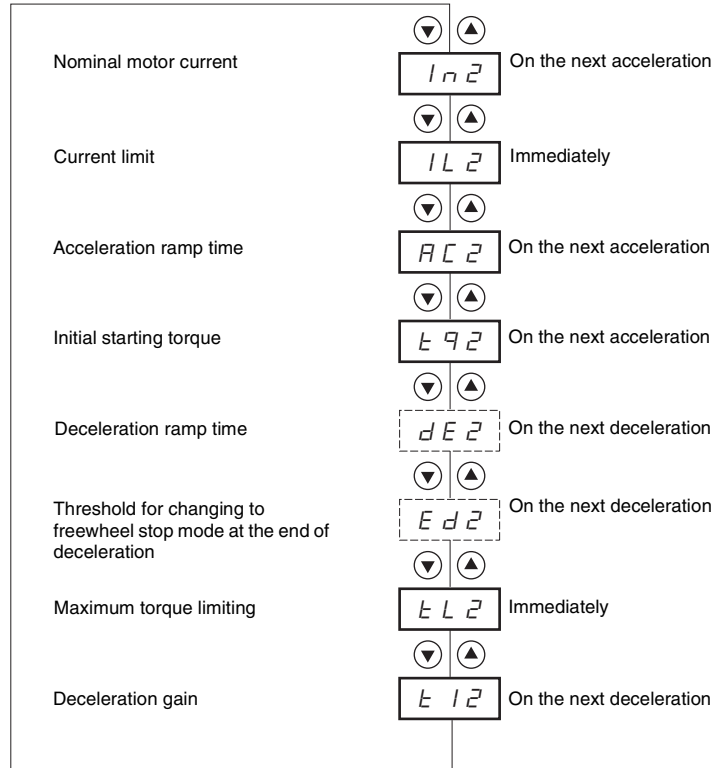 Nominal motor current
In2
On the next acceleration
Current limit
IL2
Immediately
Acceleration ramp time
AC2
On the next acceleration
Initial starting torque
tq2
On the next acceleration
Deceleration ramp time
dE2
On the next deceleration
Threshold for changing to
freewheel stop mode at the end of
deceleration
Ed2
On the next deceleration
Maximum torque limiting
tL2
Immediately
Deceleration gain
tI2
On the next deceleration